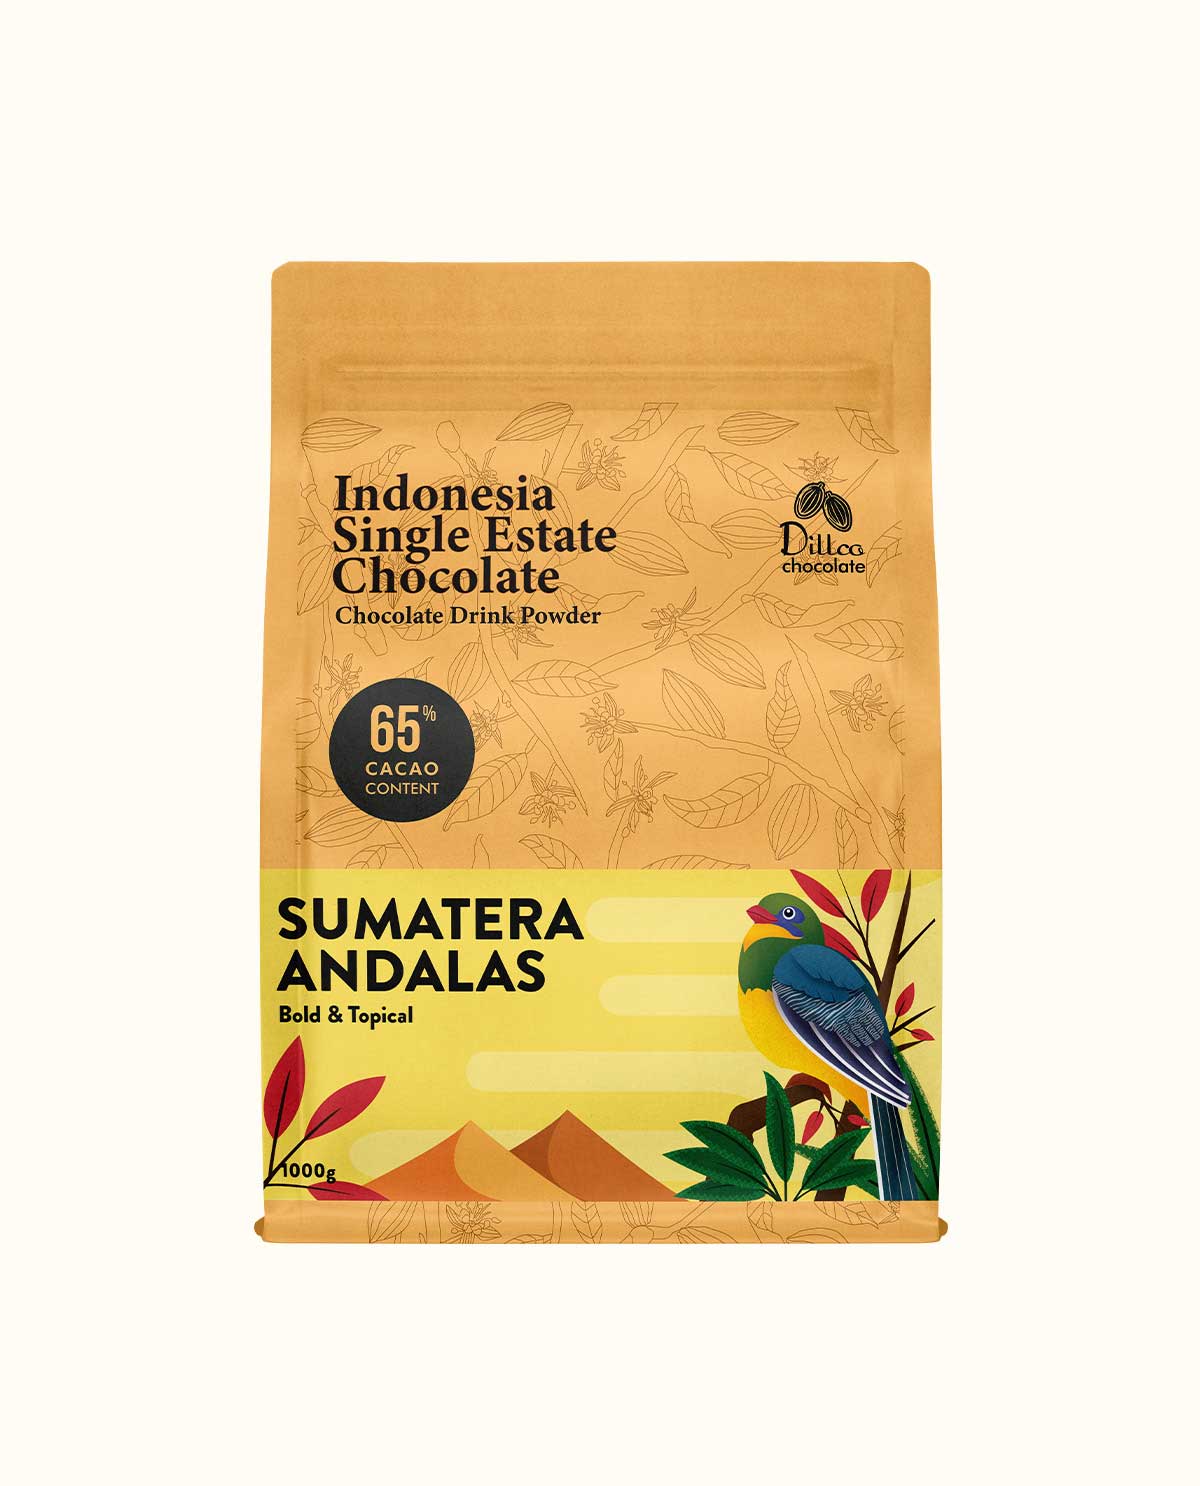 Indonesia
Single Estate
Chocolate
Chocolate Drink Powder
Dillco
chocolate
65%
CACAO
CONTENT
SUMATERA
ANDALAS
Bold & Topical
1000g